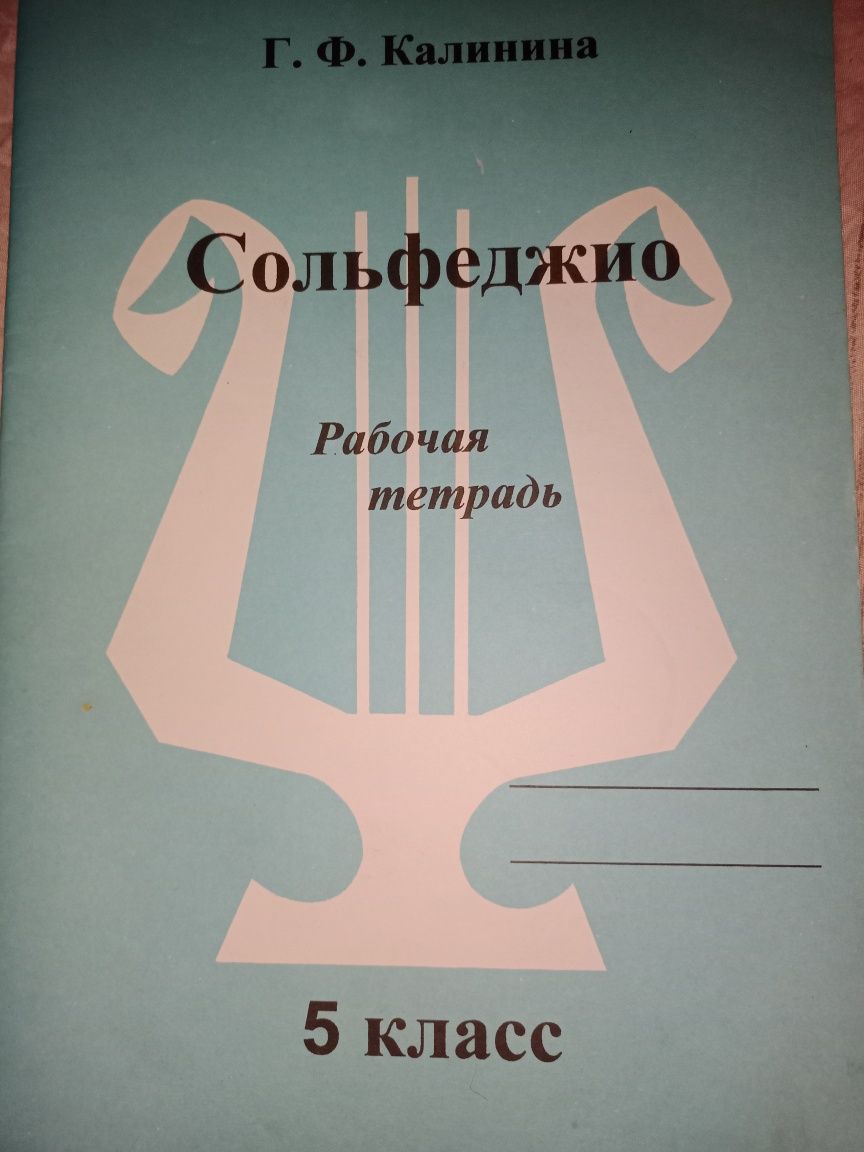 Г. Ф. Калинина
Сольфеджио
Рабочая
тетрадь
5 класс